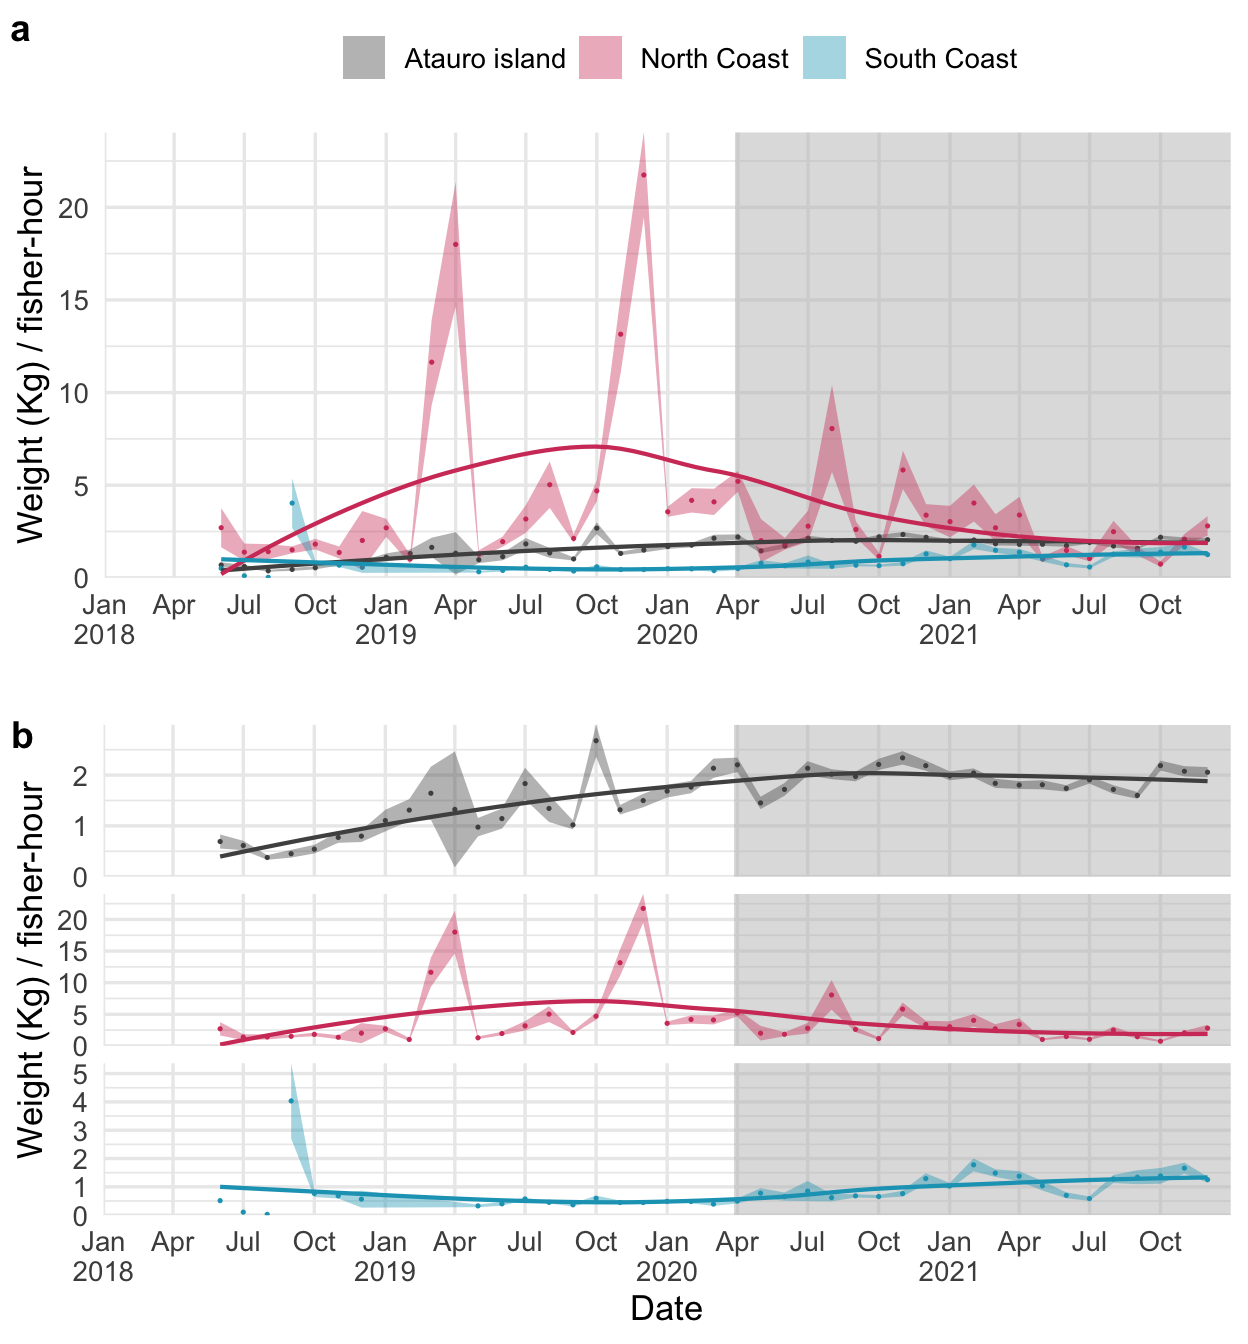 a
Atauro island North Coast South Coast
Weight (Kg) / fisher-hour
20
15
10
5
0
Jan Apr Jul Oct Jan Apr Jul Oct Jan Apr Jul Oct Jan Apr Jul Oct
2018 2019 2020 2021
b
Weight (Kg) / fisher-hour
2
1
0
20
15
10
5
0
5
4
3
2
1
0
Jan Apr Jul Oct Jan Apr Jul Oct Jan Apr Jul Oct Jan Apr Jul Oct
2018 2019 2020 2021
Date